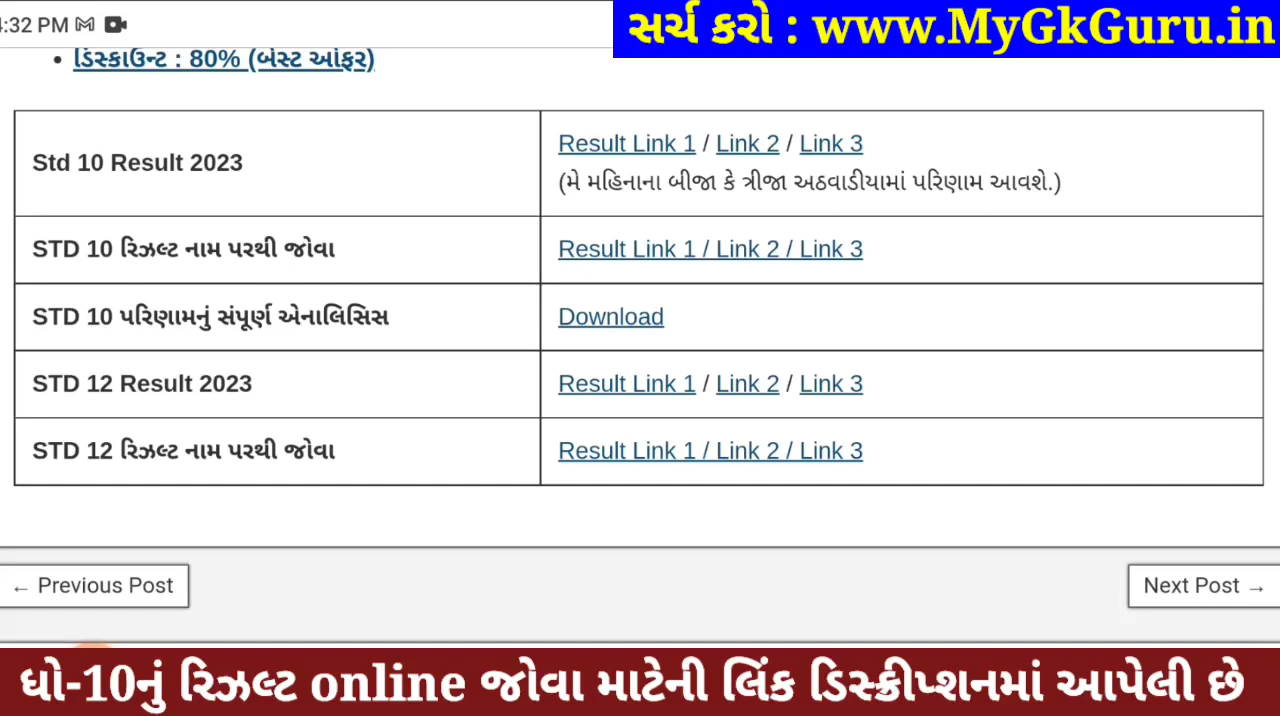 :32 PM
સર્ચ કરો : www.MyGkGuru.in
• ડિસ્કાઉન્ટ : 80% (બેસ્ટ ઑફર)
Std 10 Result 2023
Result Link 1 / Link 2 / Link 3
(મે મહિનાના બીજા કે ત્રીજા અઠવાડીયામાં પરિણામ આવશે.)
STD 10 રિઝલ્ટ નામ પરથી જોવા
Result Link 1 / Link 2 / Link 3
STD 10 પરિણામનું સંપૂર્ણ એનાલિસિસ
Download
STD 12 Result 2023
Result Link 1 / Link 2 / Link 3
STD 12 રિઝલ્ટ નામ પરથી જોવા
Result Link 1 / Link 2 / Link 3
← Previous Post
Next Post →
ધો-10નું રિઝલ્ટ online જોવા માટેની લિંક ડિસ્ક્રીપ્શનમાં આપેલી છે